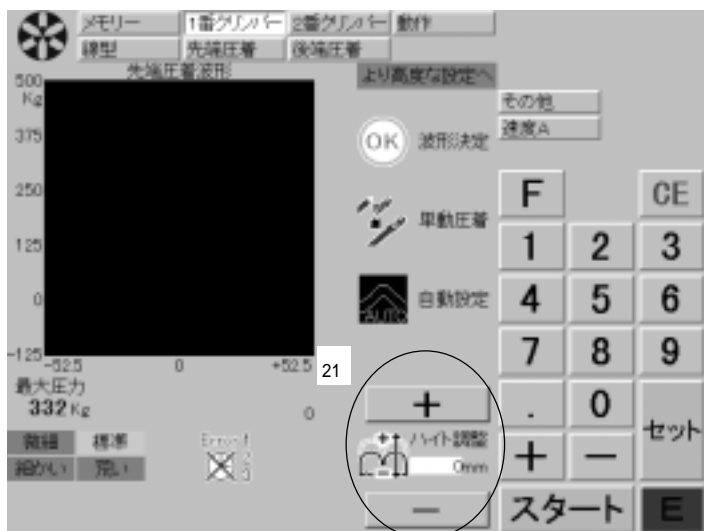 メモリー 1番クリンパー 2番クリンパー 動作
線型 先端圧着 後端圧着
先端圧着波形 より高度な設定へ
500
Kg
その他
375
OK 波形決定 速度A
250
F CE
単動圧着
125
1 2 3
0
AUTO 自動設定 4 5 6
-125
-52.5 0 +52.5
21
7 8 9
最大圧力
332 Kg 0
+
. 0 セット
微細 標準 Error!
ハイト調整
細かい 荒い
0mm
+ −
−
スタート E